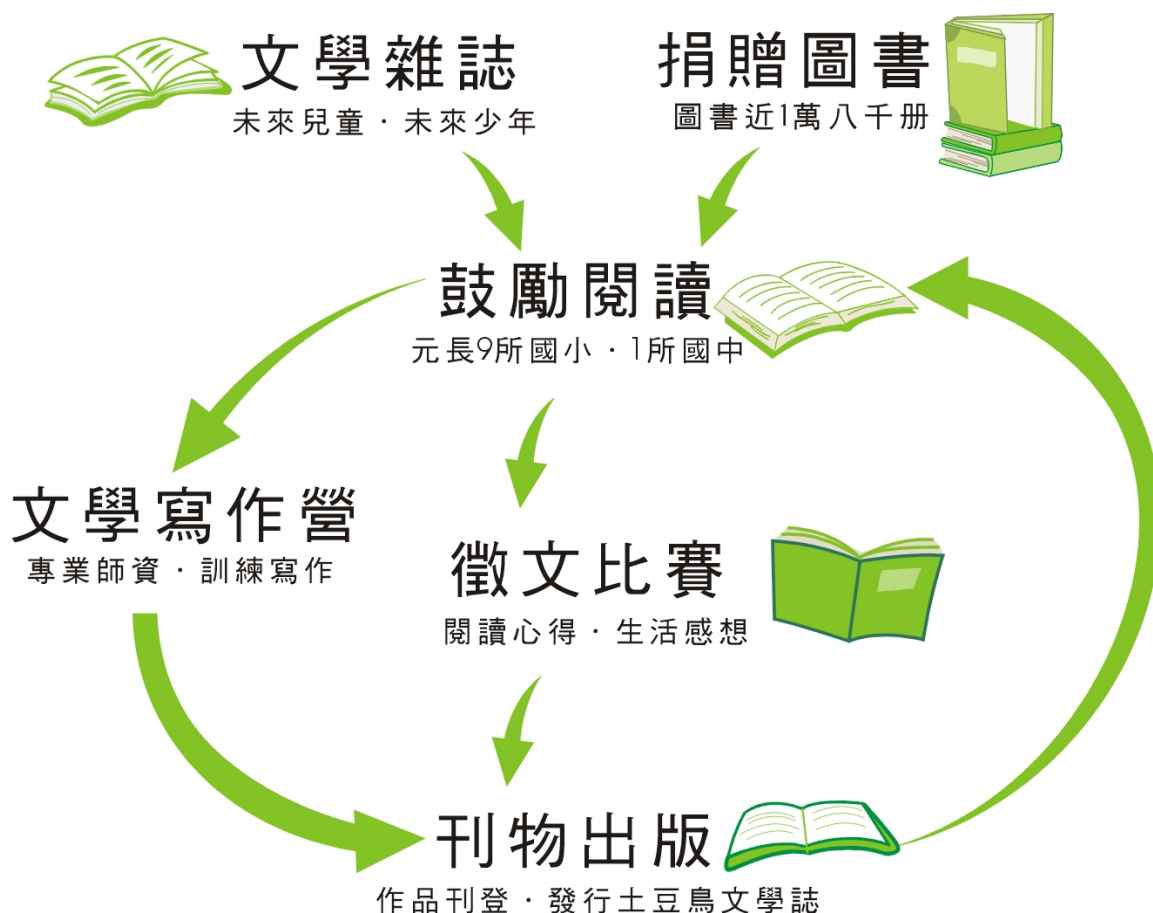 文學雜誌
未來兒童．未來少年
捐贈圖書
圖書近1萬八千册
鼓勵閱讀
元長9所國小．1所國中
文學寫作營
專業師資．訓練寫作
徵文比賽
閱讀心得．生活感想
刊物出版
作品刊登．發行土豆鳥文學誌